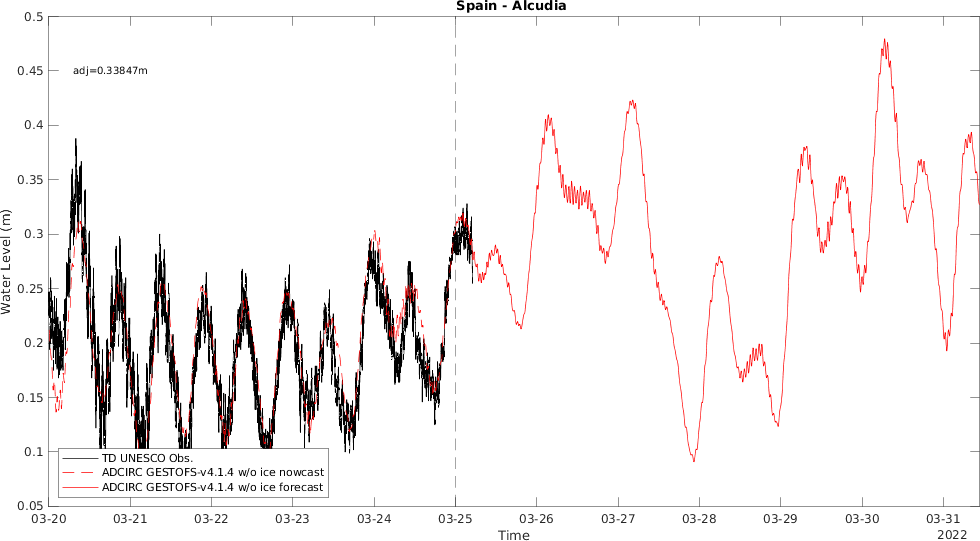 Spain - Alcudia
0.5
0.45
0.4
0.35
0.3
0.25
0.2
0.15
0.1
0.05
Water Level (m)
adj=0.33847m
TD UNESCO Obs.
ADCIRC GESTOFS-v4.1.4 w/o ice nowcast
ADCIRC GESTOFS-v4.1.4 w/o ice forecast
03-20 03-21 03-22 03-23 03-24 03-25 03-26 03-27 03-28 03-29 03-30 03-31
Time
2022